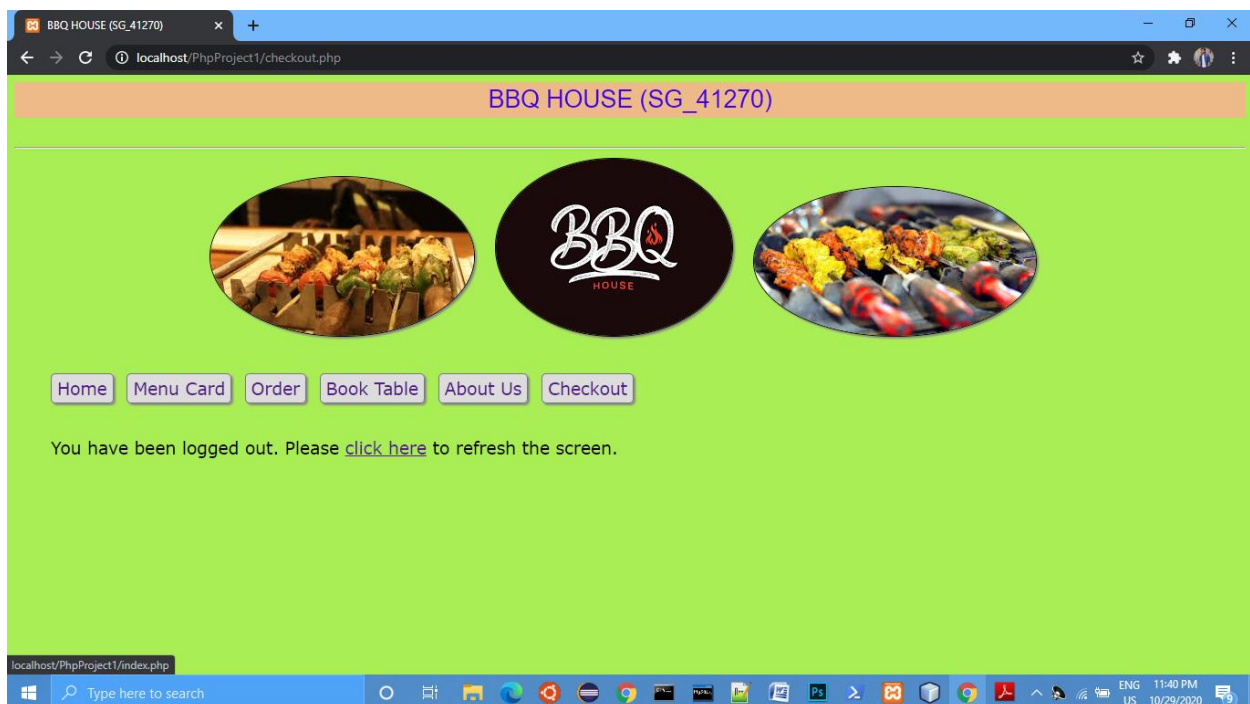 BBQ HOUSE (SG_41270)
localhost/PhpProject1/checkout.php
BBQ HOUSE (SG_41270)
BBQ
HOUSE
Home Menu Card Order Book Table About Us Checkout
You have been logged out. Please click here to refresh the screen.
localhost/PhpProject1/index.php
Type here to search
ENG 11:40 PM
US 10/29/2020